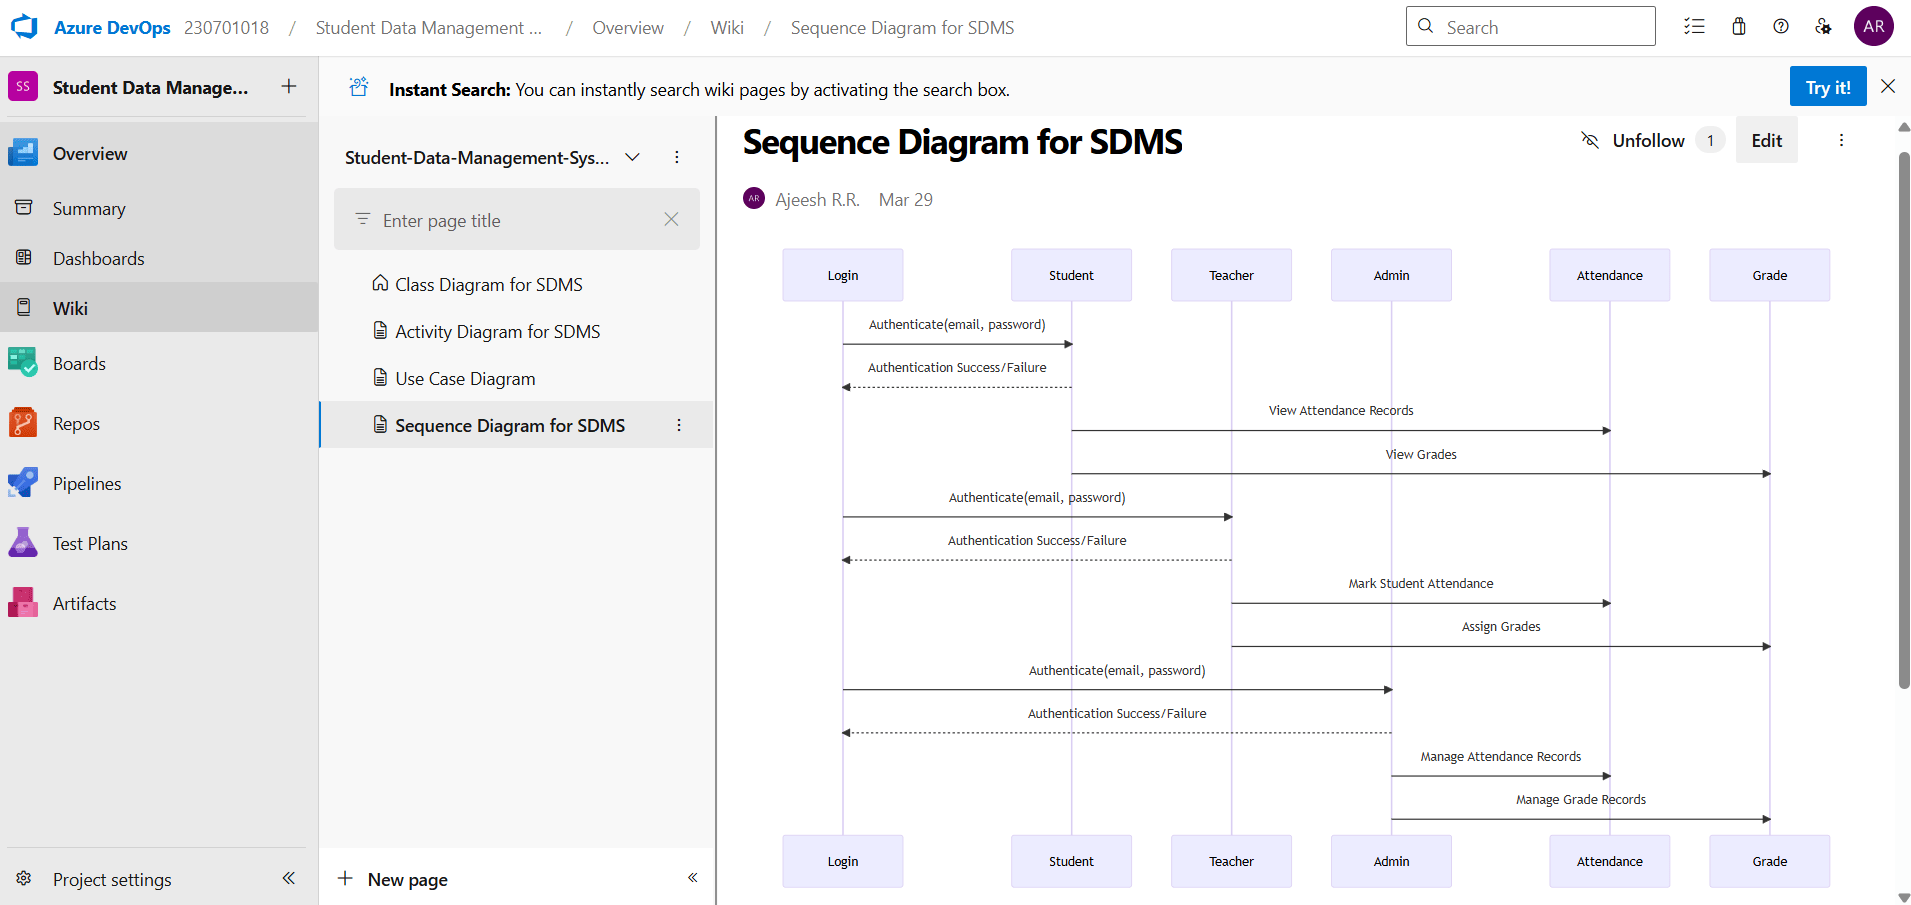 Azure DevOps 230701018 / Student Data Management ... / Overview / Wiki / Sequence Diagram for SDMS
Search
AR
SS Student Data Manage...
Overview
Summary
Dashboards
Wiki
Boards
Repos
Pipelines
Test Plans
Artifacts
Project settings
Instant Search: You can instantly search wiki pages by activating the search box.
Try it!
Student-Data-Management-Sys...
Enter page title
Class Diagram for SDMS
Activity Diagram for SDMS
Use Case Diagram
Sequence Diagram for SDMS
New page
Sequence Diagram for SDMS
Unfollow 1 Edit
AR Ajeesh R.R. Mar 29
Login Student Teacher Admin Attendance Grade
Authenticate(email, password)
Authentication Success/Failure
View Attendance Records
View Grades
Authenticate(email, password)
Authentication Success/Failure
Mark Student Attendance
Assign Grades
Authenticate(email, password)
Authentication Success/Failure
Manage Attendance Records
Manage Grade Records
Login Student Teacher Admin Attendance Grade